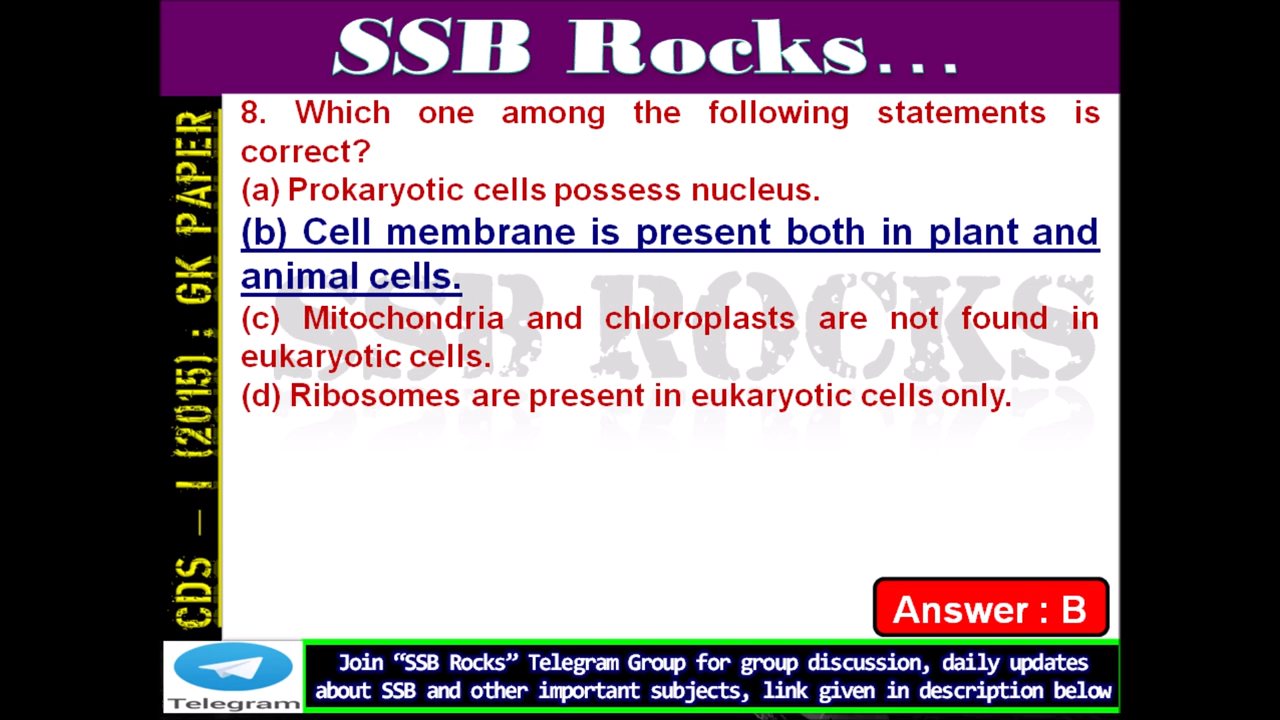 SSB Rocks...
CDS – I (2015) : GK PAPER
8. Which one among the following statements is
correct?
(a) Prokaryotic cells possess nucleus.
(b) Cell membrane is present both in plant and
animal cells.
(c) Mitochondria and chloroplasts are not found in
eukaryotic cells.
(d) Ribosomes are present in eukaryotic cells only.
SSB ROCKS
Answer : B
Telegram
Join “SSB Rocks” Telegram Group for group discussion, daily updates
about SSB and other important subjects, link given in description below